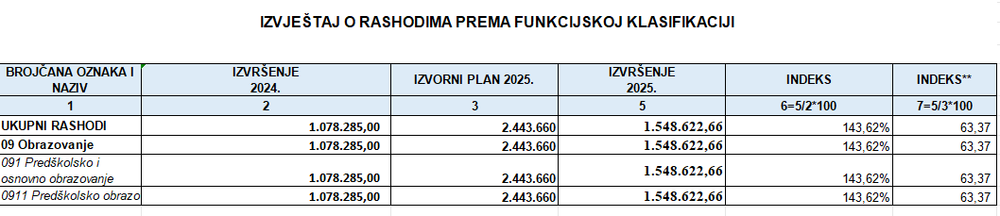 IZVJEŠTAJ O RASHODIMA PREMA FUNKCIJSKOJ KLASIFIKACIJI
BROJČANA OZNAKA I NAZIV IZVRŠENJE 2024. IZVORNI PLAN 2025. IZVRŠENJE 2025. INDEKS INDEKS**
1 2 3 5 6=5/2*100 7=5/3*100
UKUPNI RASHODI 1.078.285,00 2.443.660 1.548.622,66 143,62% 63,37
09 Obrazovanje 1.078.285,00 2.443.660 1.548.622,66 143,62% 63,37
091 Predškolsko i osnovno obrazovanje 1.078.285,00 2.443.660 1.548.622,66 143,62% 63,37
0911 Predškolsko obrazo 1.078.285,00 2.443.660 1.548.622,66 143,62% 63,37